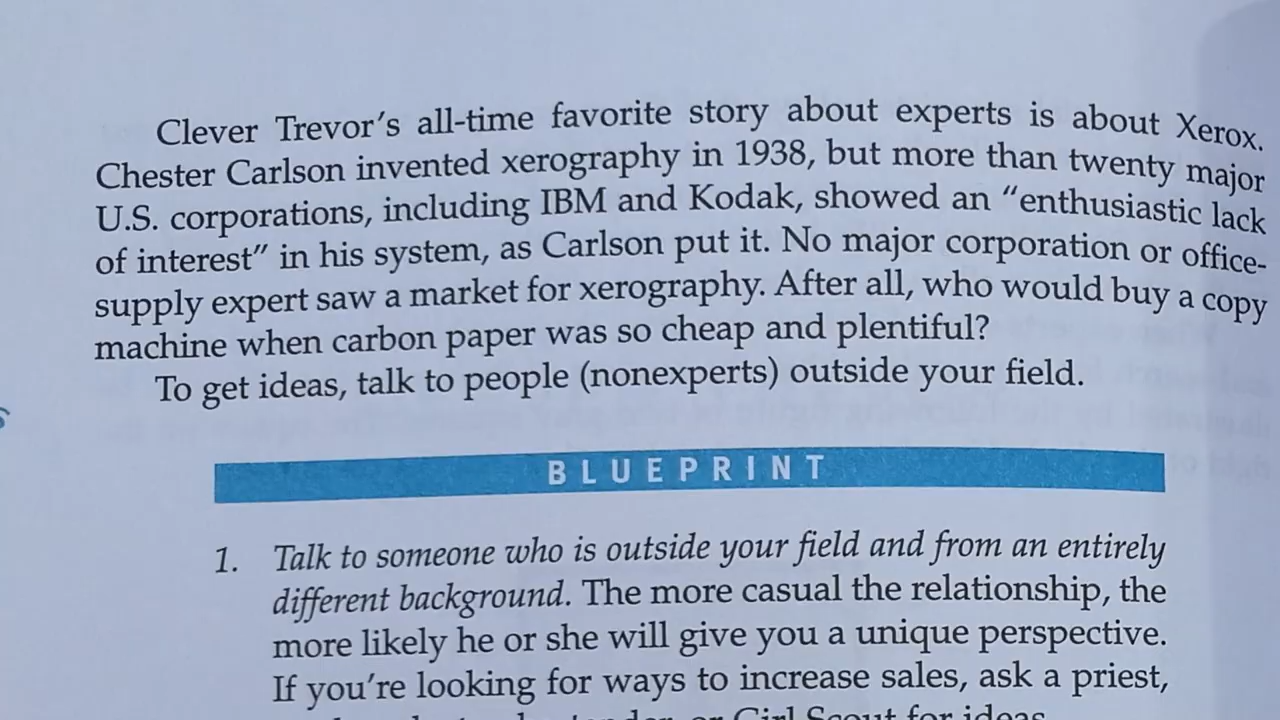 Clever Trevor's all-time favorite story about experts is about Xerox.
Chester Carlson invented xerography in 1938, but more than twenty major
U.S. corporations, including IBM and Kodak, showed an "enthusiastic lack
of interest" in his system, as Carlson put it. No major corporation or office-
supply expert saw a market for xerography. After all, who would buy a copy
machine when carbon paper was so cheap and plentiful?
To get ideas, talk to people (nonexperts) outside your field.
BLUEPRINT
1. Talk to someone who is outside your field and from an entirely
different background. The more casual the relationship, the
more likely he or she will give you a unique perspective.
If you're looking for ways to increase sales, ask a priest,
or Girl Scout for ideas